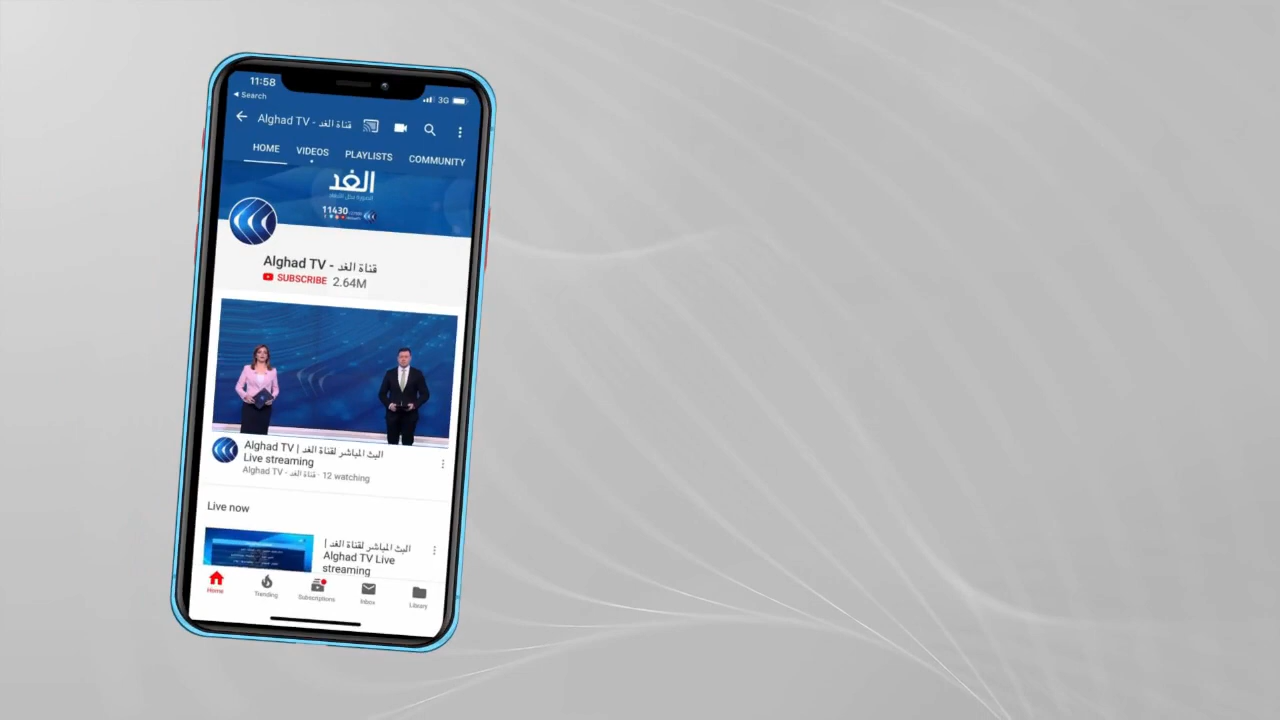 11:58
3G
Search
Alghad TV - قناة الغد
HOME VIDEOS PLAYLISTS COMMUNITY
الغد
11430
Alghad TV - قناة الغد
SUBSCRIBE 2.64M
Alghad TV | البث المباشر لقناة الغد
Live streaming
Alghad TV - قناة الغد · 12 watching
Live now
البث المباشر لقناة الغد |
Alghad TV Live
streaming
Home Trending Subscriptions Inbox Library